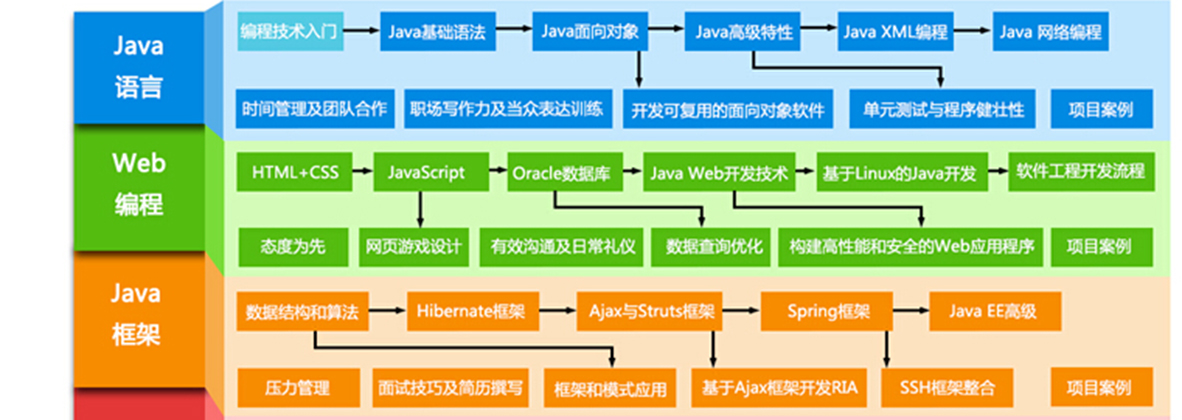 Java
语言
编程技术入门
Java基础语法
Java面向对象
Java高级特性
Java XML编程
Java 网络编程
时间管理及团队合作
职场写作力及当众表达训练
开发可复用的面向对象软件
单元测试与程序健壮性
项目案例
Web
编程
HTML+CSS
JavaScript
Oracle数据库
Java Web开发技术
基于Linux的Java开发
软件工程开发流程
态度为先
网页游戏设计
有效沟通及日常礼仪
数据查询优化
构建高性能和安全的Web应用程序
项目案例
Java
框架
数据结构和算法
Hibernate框架
Ajax与Struts框架
Spring框架
Java EE高级
压力管理
面试技巧及简历撰写
框架和模式应用
基于Ajax框架开发RIA
SSH框架整合
项目案例